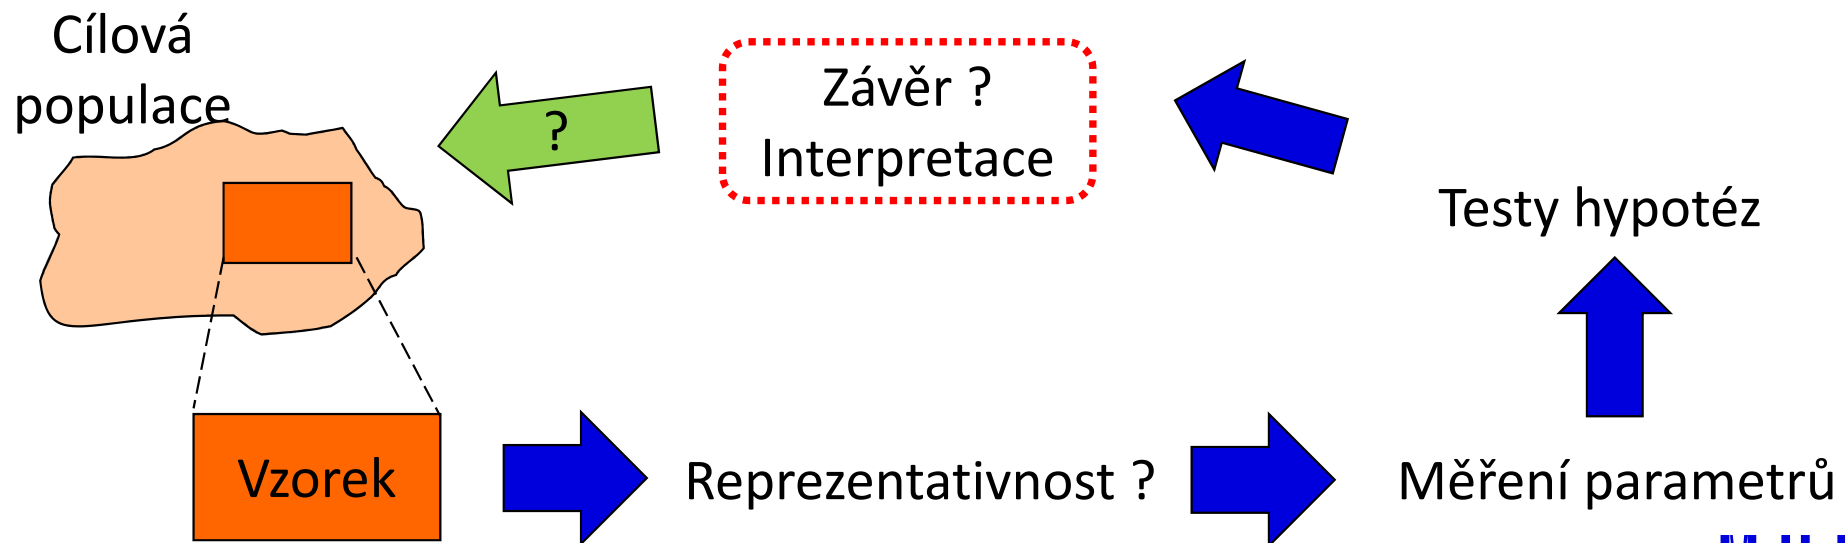 Cílová
populace
?
Závěr ?
Interpretace
Testy hypotéz
Vzorek
Reprezentativnost ?
Měření parametrů